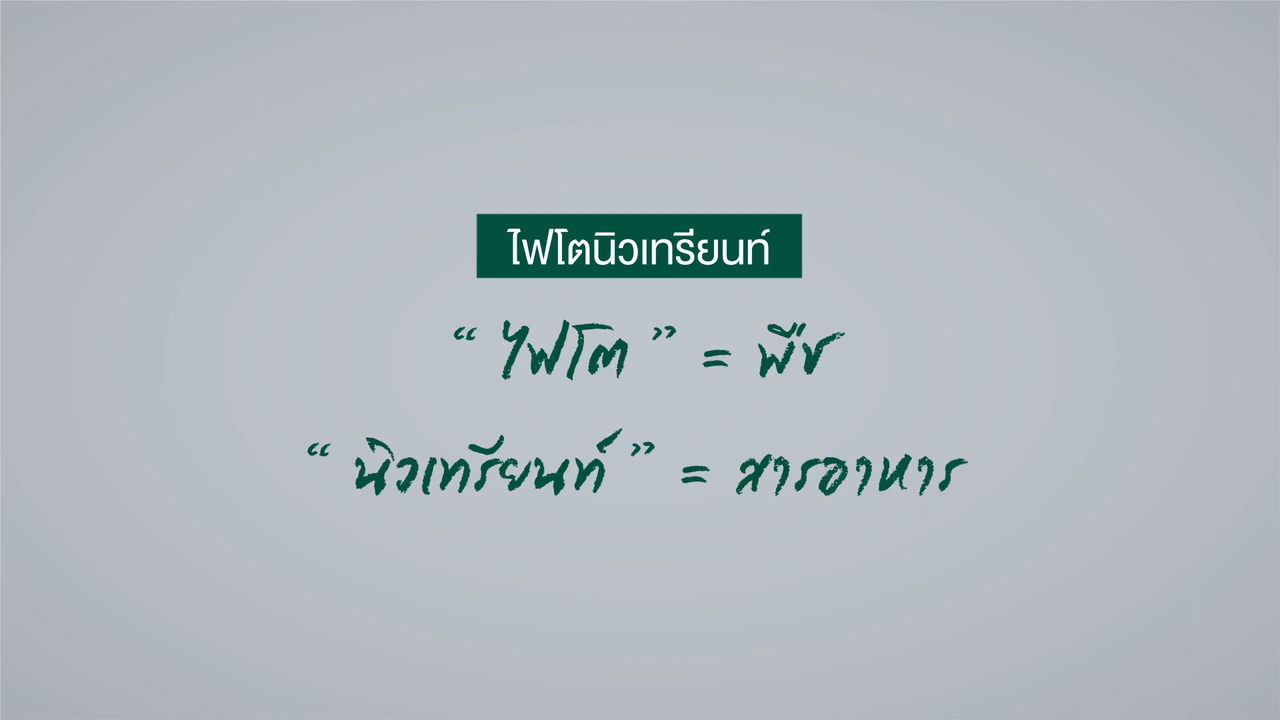 ไฟโตนิวเทรียนท์
“ ไฟโต ” = พืช
“ นิวเทรียนท์ ” = สารอาหาร